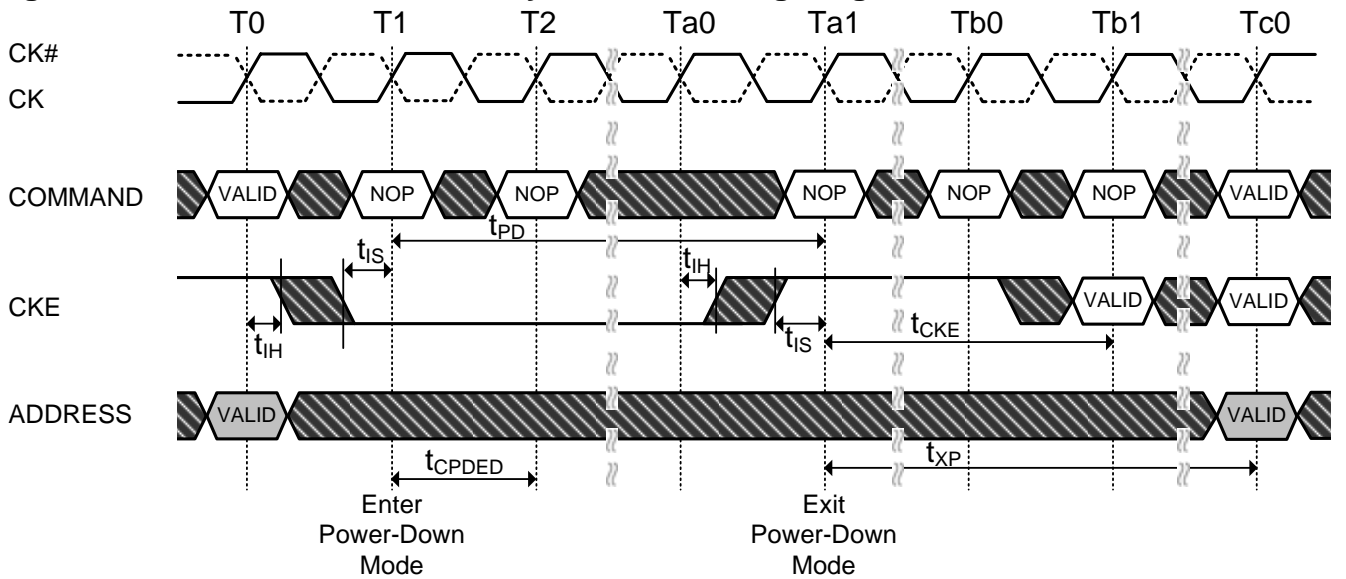 T0 T1 T2 Ta0 Ta1 Tb0 Tb1 Tc0
CK#
CK
COMMAND VALID NOP NOP NOP NOP NOP VALID
tPD
tIS tIH
CKE VALID VALID
tIH tIS tCKE
ADDRESS VALID VALID
tCPDED tXP
Enter Exit
Power-Down Power-Down
Mode Mode